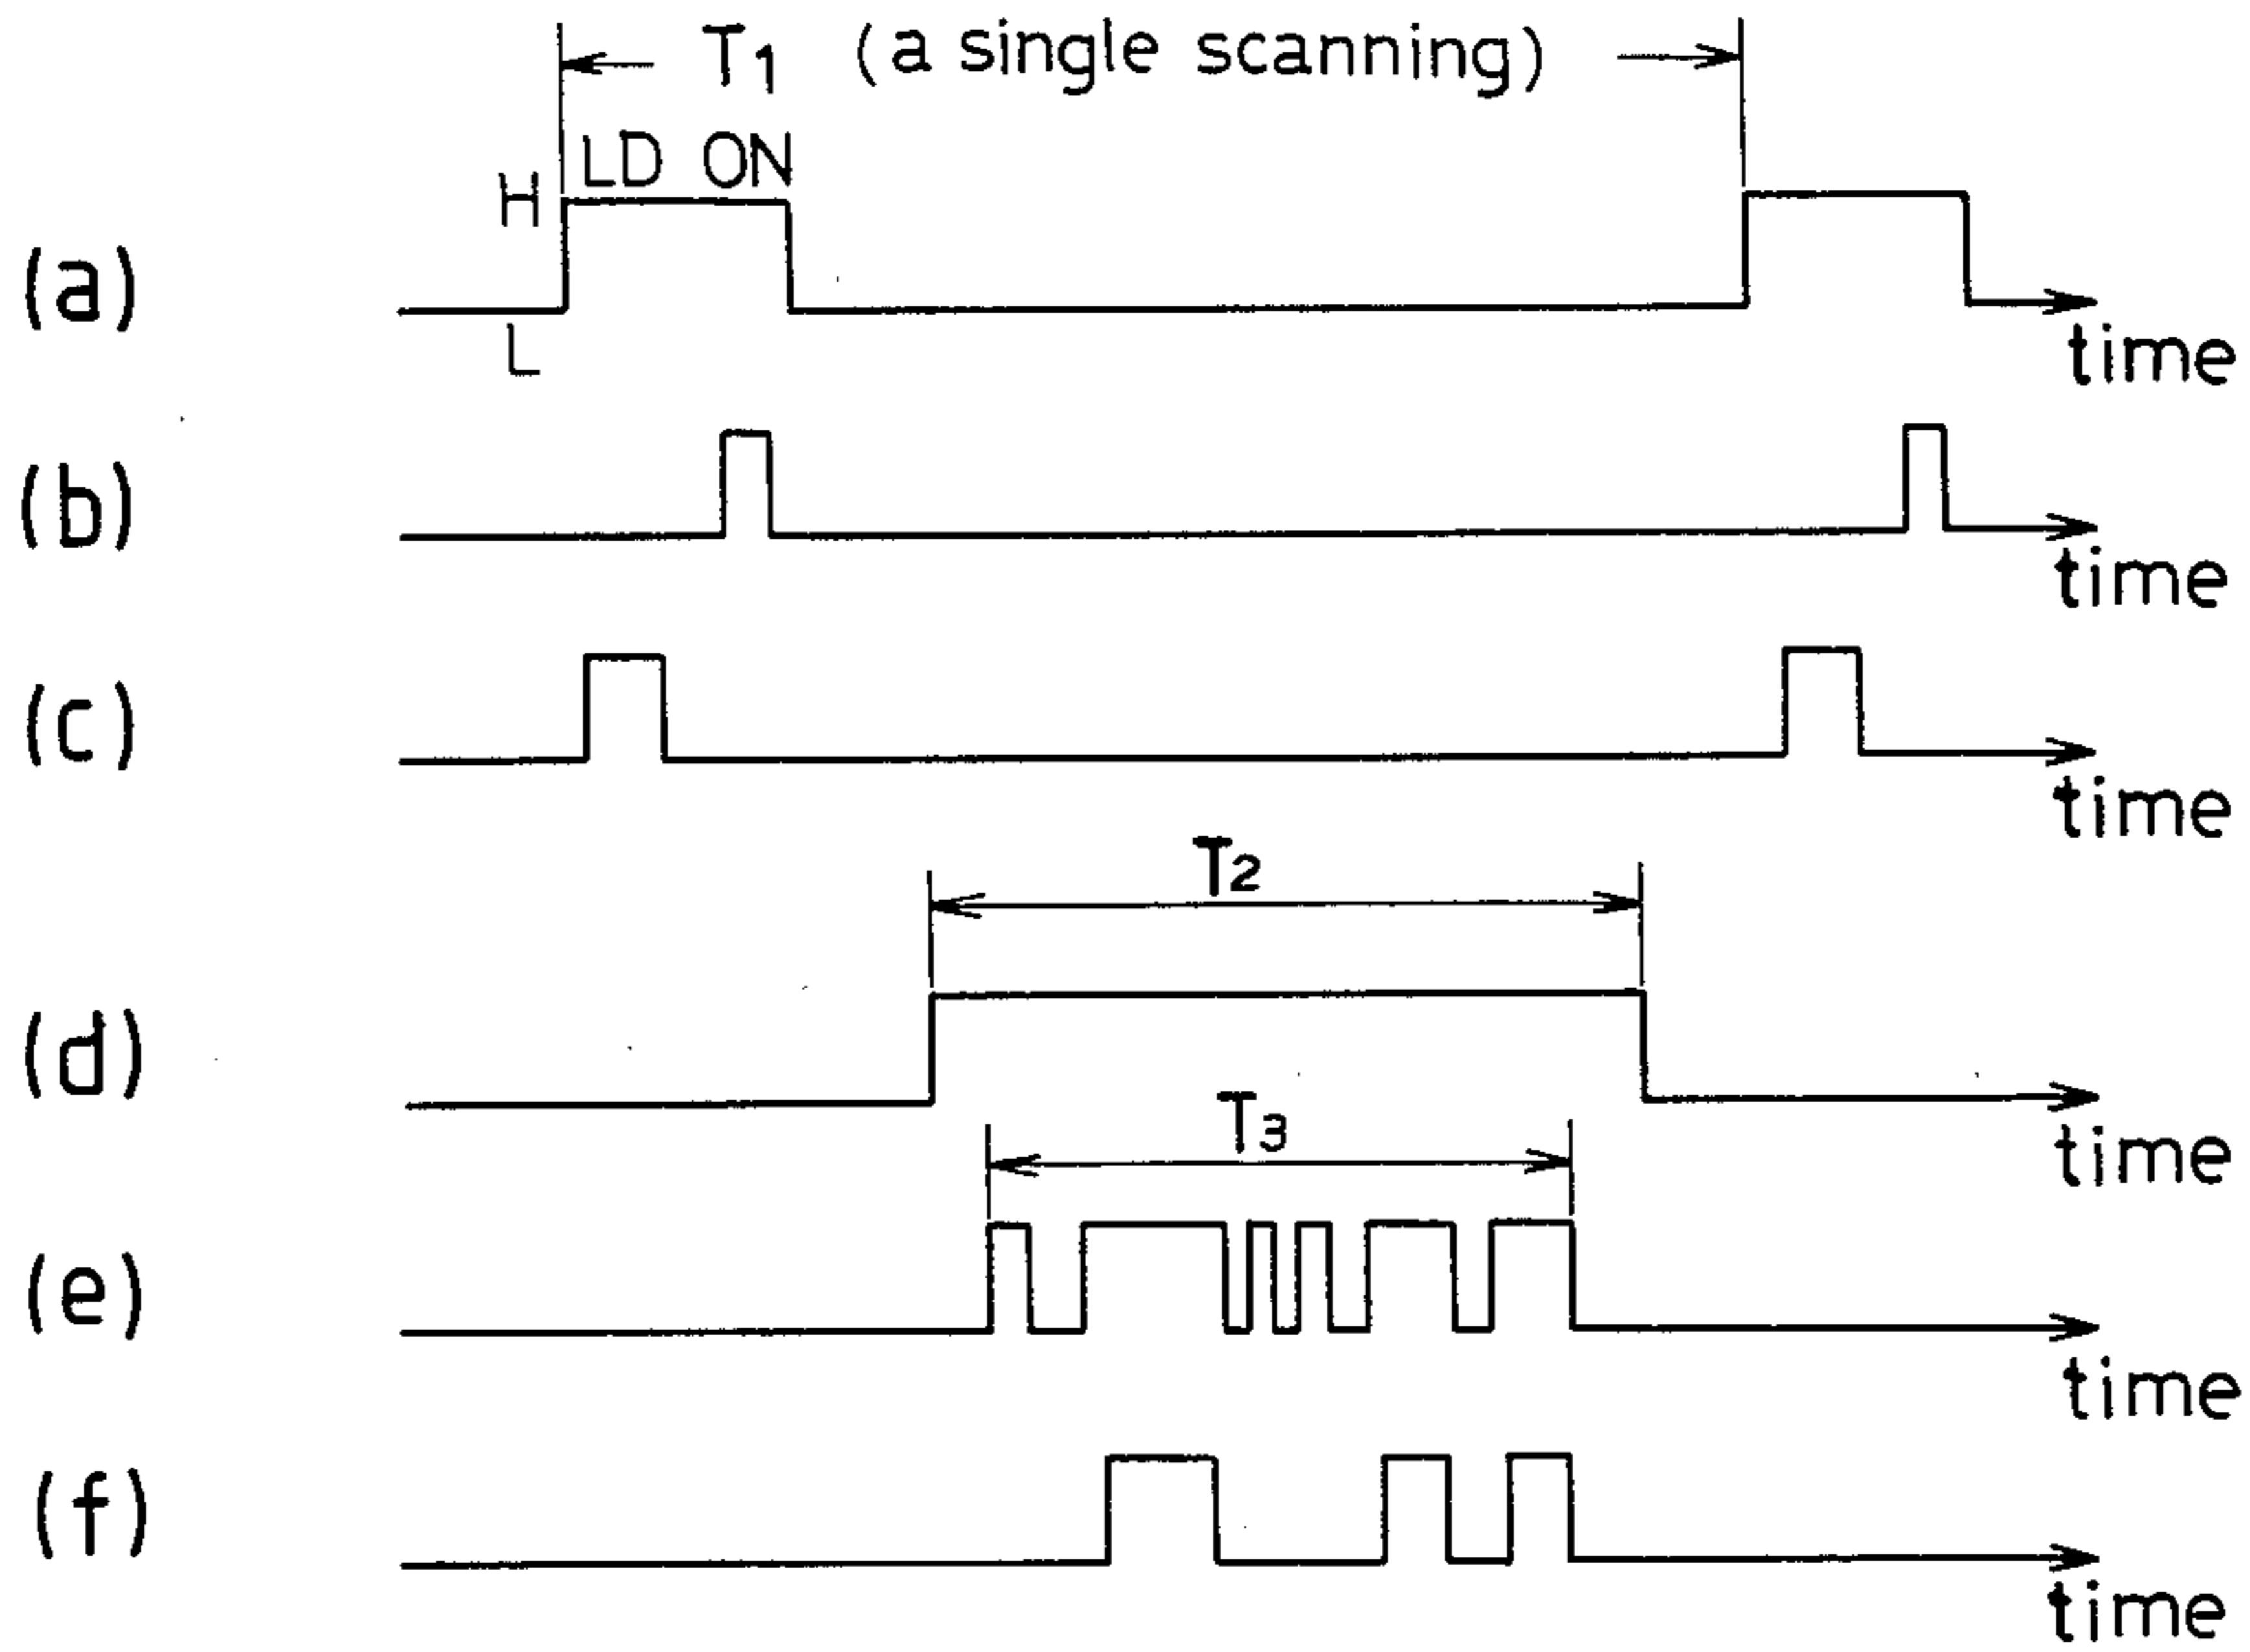 T1 (a single scanning)
LD ON
H
(a)
L
time
(b)
time
(c)
time
T2
(d)
T3
time
(e)
time
(f)
time